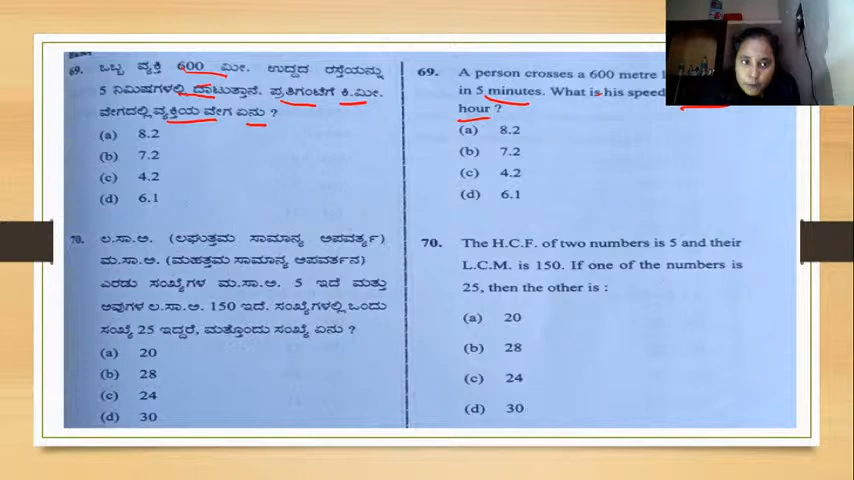 69. ಒಬ್ಬ ವ್ಯಕ್ತಿ 600 ಮೀ. ಉದ್ದದ ರಸ್ತೆಯನ್ನು
5 ನಿಮಿಷಗಳಲ್ಲಿ ದಾಟುತ್ತಾನೆ. ಪ್ರತಿಗಂಟೆಗೆ ಕಿ.ಮೀ.
ವೇಗದಲ್ಲಿ ವ್ಯಕ್ತಿಯ ವೇಗ ಏನು ?
(a) 8.2
(b) 7.2
(c) 4.2
(d) 6.1
70. ಲ.ಸಾ.ಅ. (ಲಘುತ್ತಮ ಸಾಮಾನ್ಯ ಅಪವರ್ತ್ಯ)
ಮ.ಸಾ.ಅ. (ಮಹತ್ತಮ ಸಾಮಾನ್ಯ ಅಪವರ್ತನ)
ಎರಡು ಸಂಖ್ಯೆಗಳ ಮ.ಸಾ.ಅ. 5 ಇದೆ ಮತ್ತು
ಅವುಗಳ ಲ.ಸಾ.ಅ. 150 ಇದೆ. ಸಂಖ್ಯೆಗಳಲ್ಲಿ ಒಂದು
ಸಂಖ್ಯೆ 25 ಇದ್ದರೆ, ಮತ್ತೊಂದು ಸಂಖ್ಯೆ ಏನು ?
(a) 20
(b) 28
(c) 24
(d) 30
69. A person crosses a 600 metre
in 5 minutes. What is his speed
hour ?
(a) 8.2
(b) 7.2
(c) 4.2
(d) 6.1
70. The H.C.F. of two numbers is 5 and their
L.C.M. is 150. If one of the numbers is
25, then the other is :
(a) 20
(b) 28
(c) 24
(d) 30